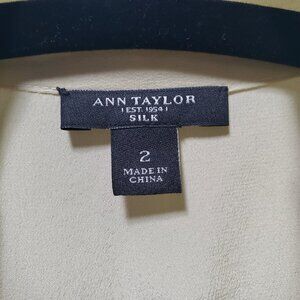 ANN TAYLOR
EST. 1954
SILK
2
MADE IN
CHINA